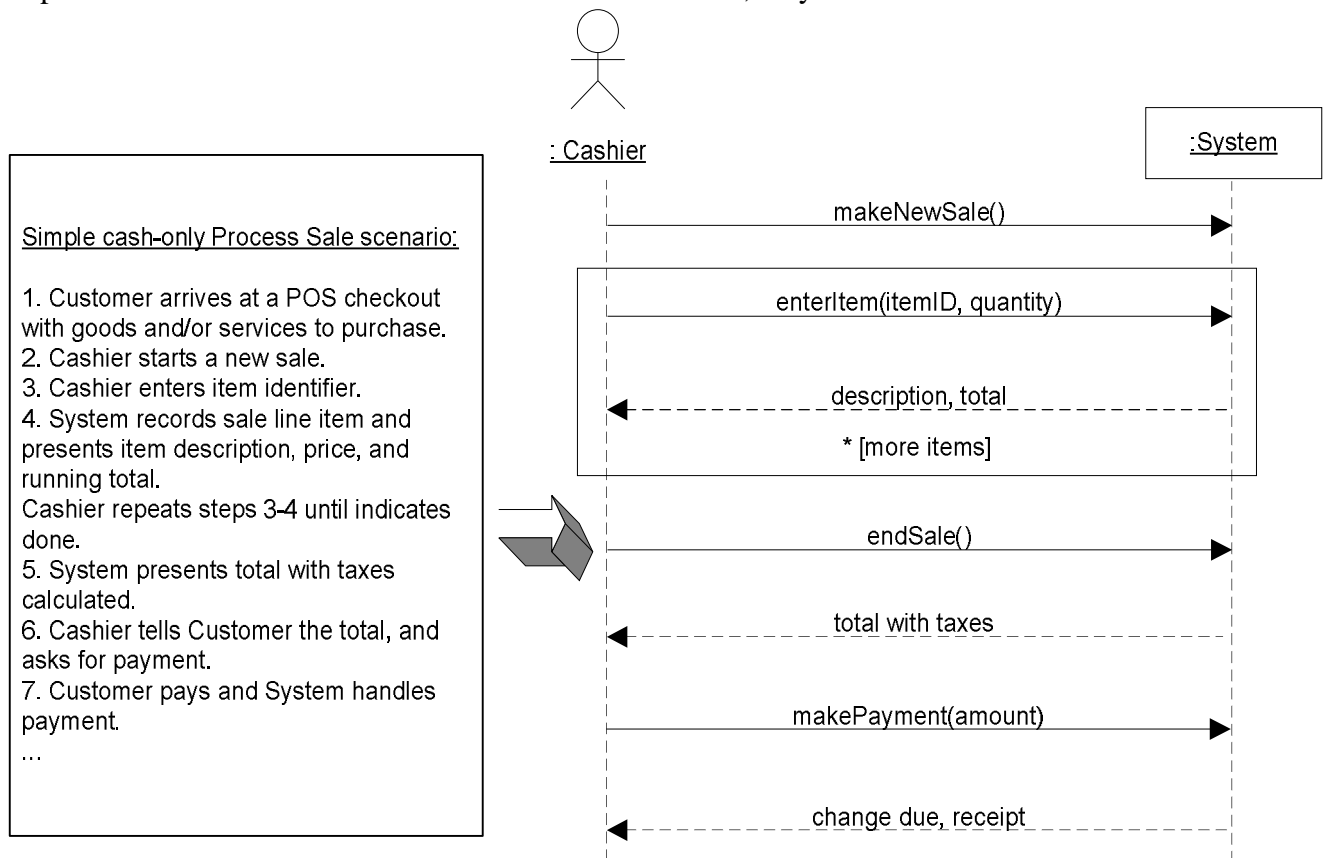 : Cashier
:System
Simple cash-only Process Sale scenario:
1. Customer arrives at a POS checkout
with goods and/or services to purchase.
2. Cashier starts a new sale.
3. Cashier enters item identifier.
4. System records sale line item and
presents item description, price, and
running total.
Cashier repeats steps 3-4 until indicates
done.
5. System presents total with taxes
calculated.
6. Cashier tells Customer the total, and
asks for payment.
7. Customer pays and System handles
payment.
...
makeNewSale()
enterItem(itemID, quantity)
description, total
* [more items]
endSale()
total with taxes
makePayment(amount)
change due, receipt